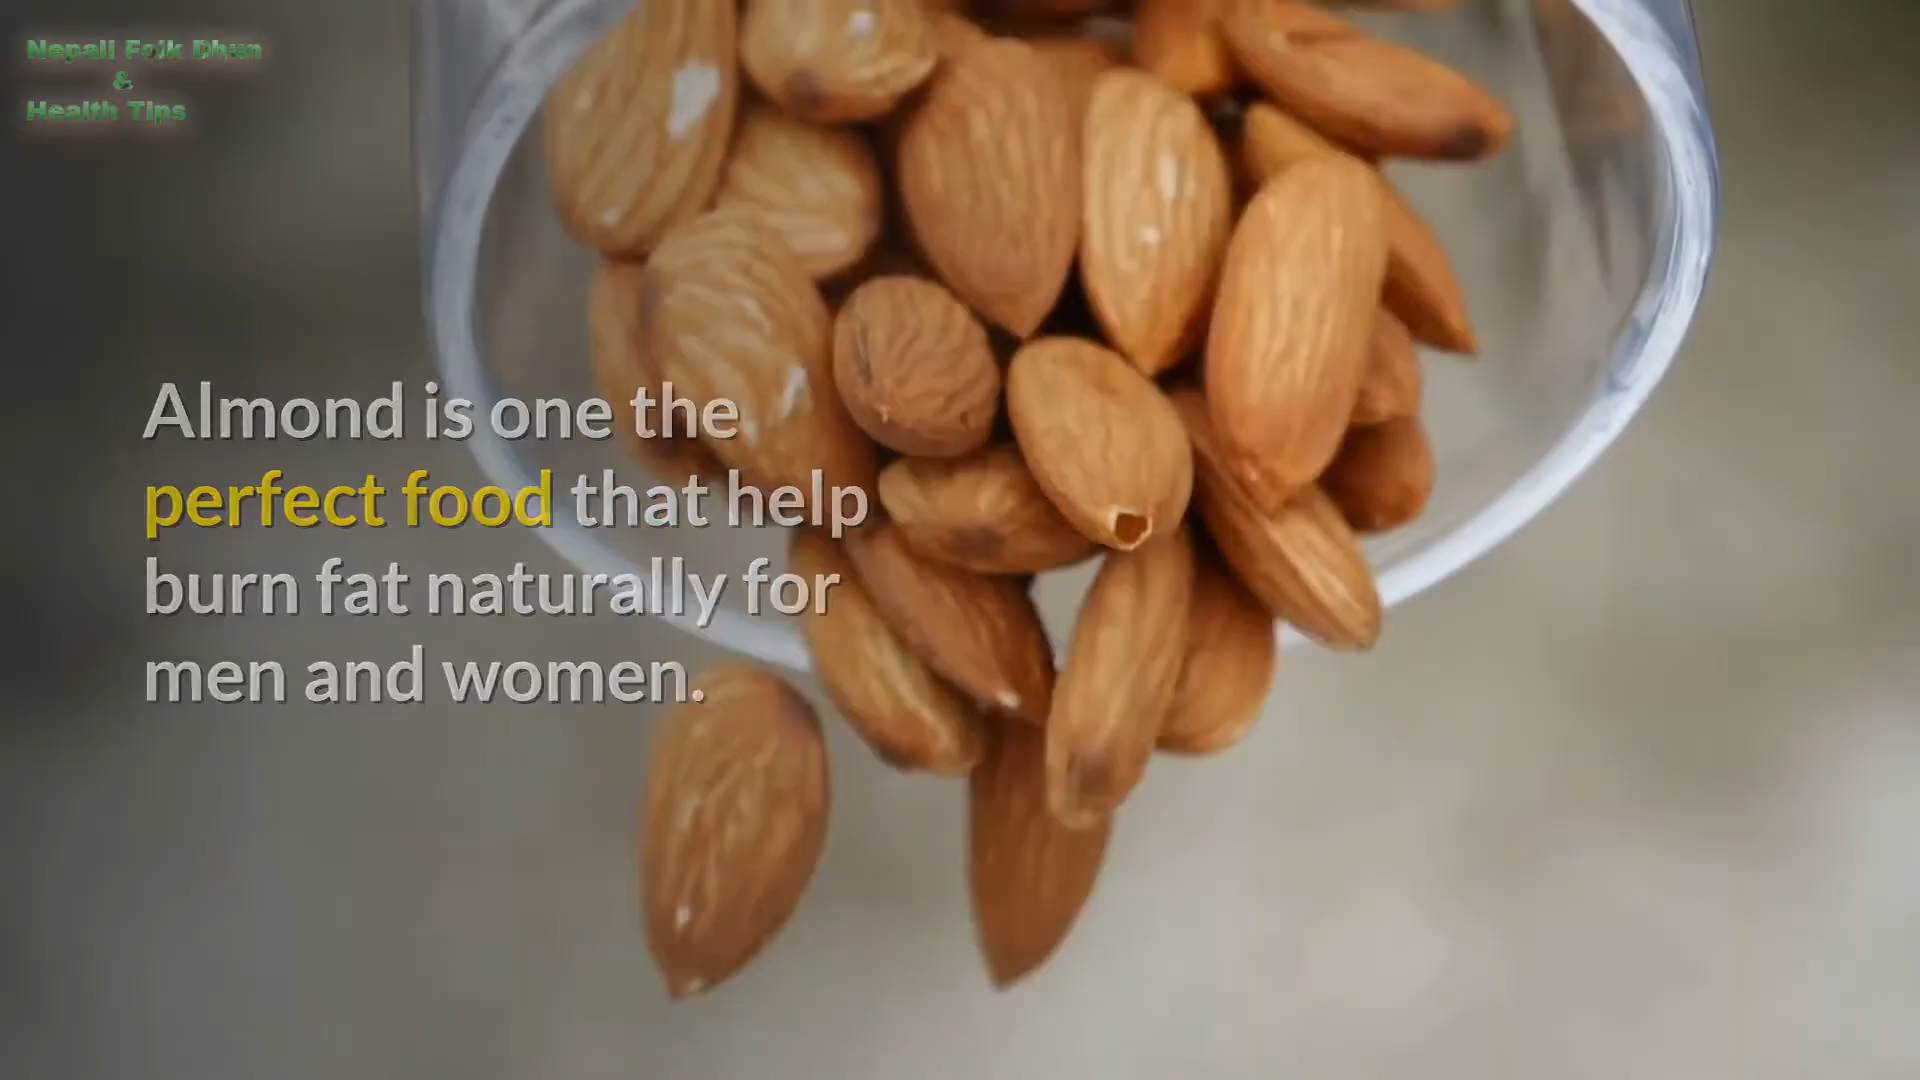 Nepali Folk Dhun
&
Health Tips
Almond is one the
perfect food that help
burn fat naturally for
men and women.